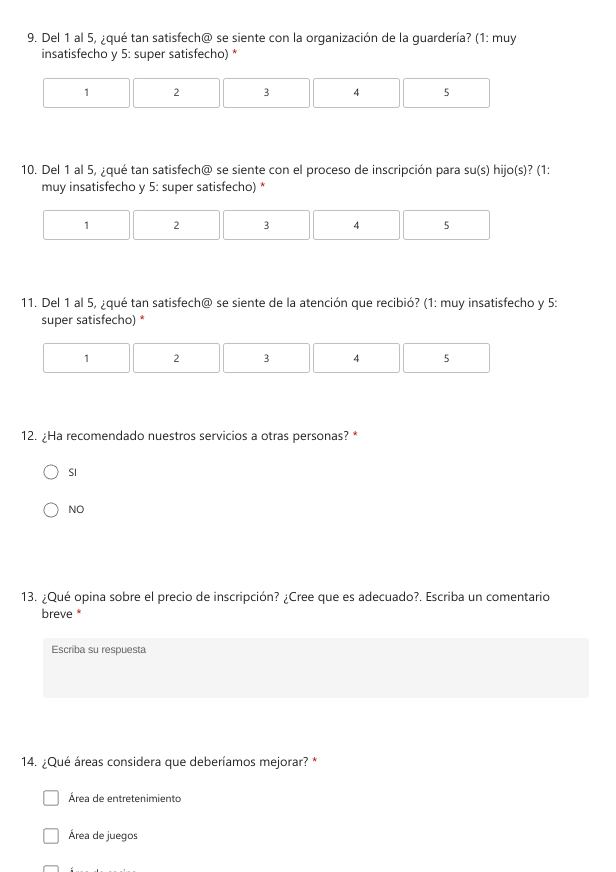 9. Del 1 al 5, ¿qué tan satisfech@ se siente con la organización de la guardería? (1: muy
insatisfecho y 5: super satisfecho) *
1 2 3 4 5
10. Del 1 al 5, ¿qué tan satisfech@ se siente con el proceso de inscripción para su(s) hijo(s)? (1:
muy insatisfecho y 5: super satisfecho) *
1 2 3 4 5
11. Del 1 al 5, ¿qué tan satisfech@ se siente de la atención que recibió? (1: muy insatisfecho y 5:
super satisfecho) *
1 2 3 4 5
12. ¿Ha recomendado nuestros servicios a otras personas? *
SI
NO
13. ¿Qué opina sobre el precio de inscripción? ¿Cree que es adecuado?. Escriba un comentario
breve *
Escriba su respuesta
14. ¿Qué áreas considera que deberíamos mejorar? *
Área de entretenimiento
Área de juegos